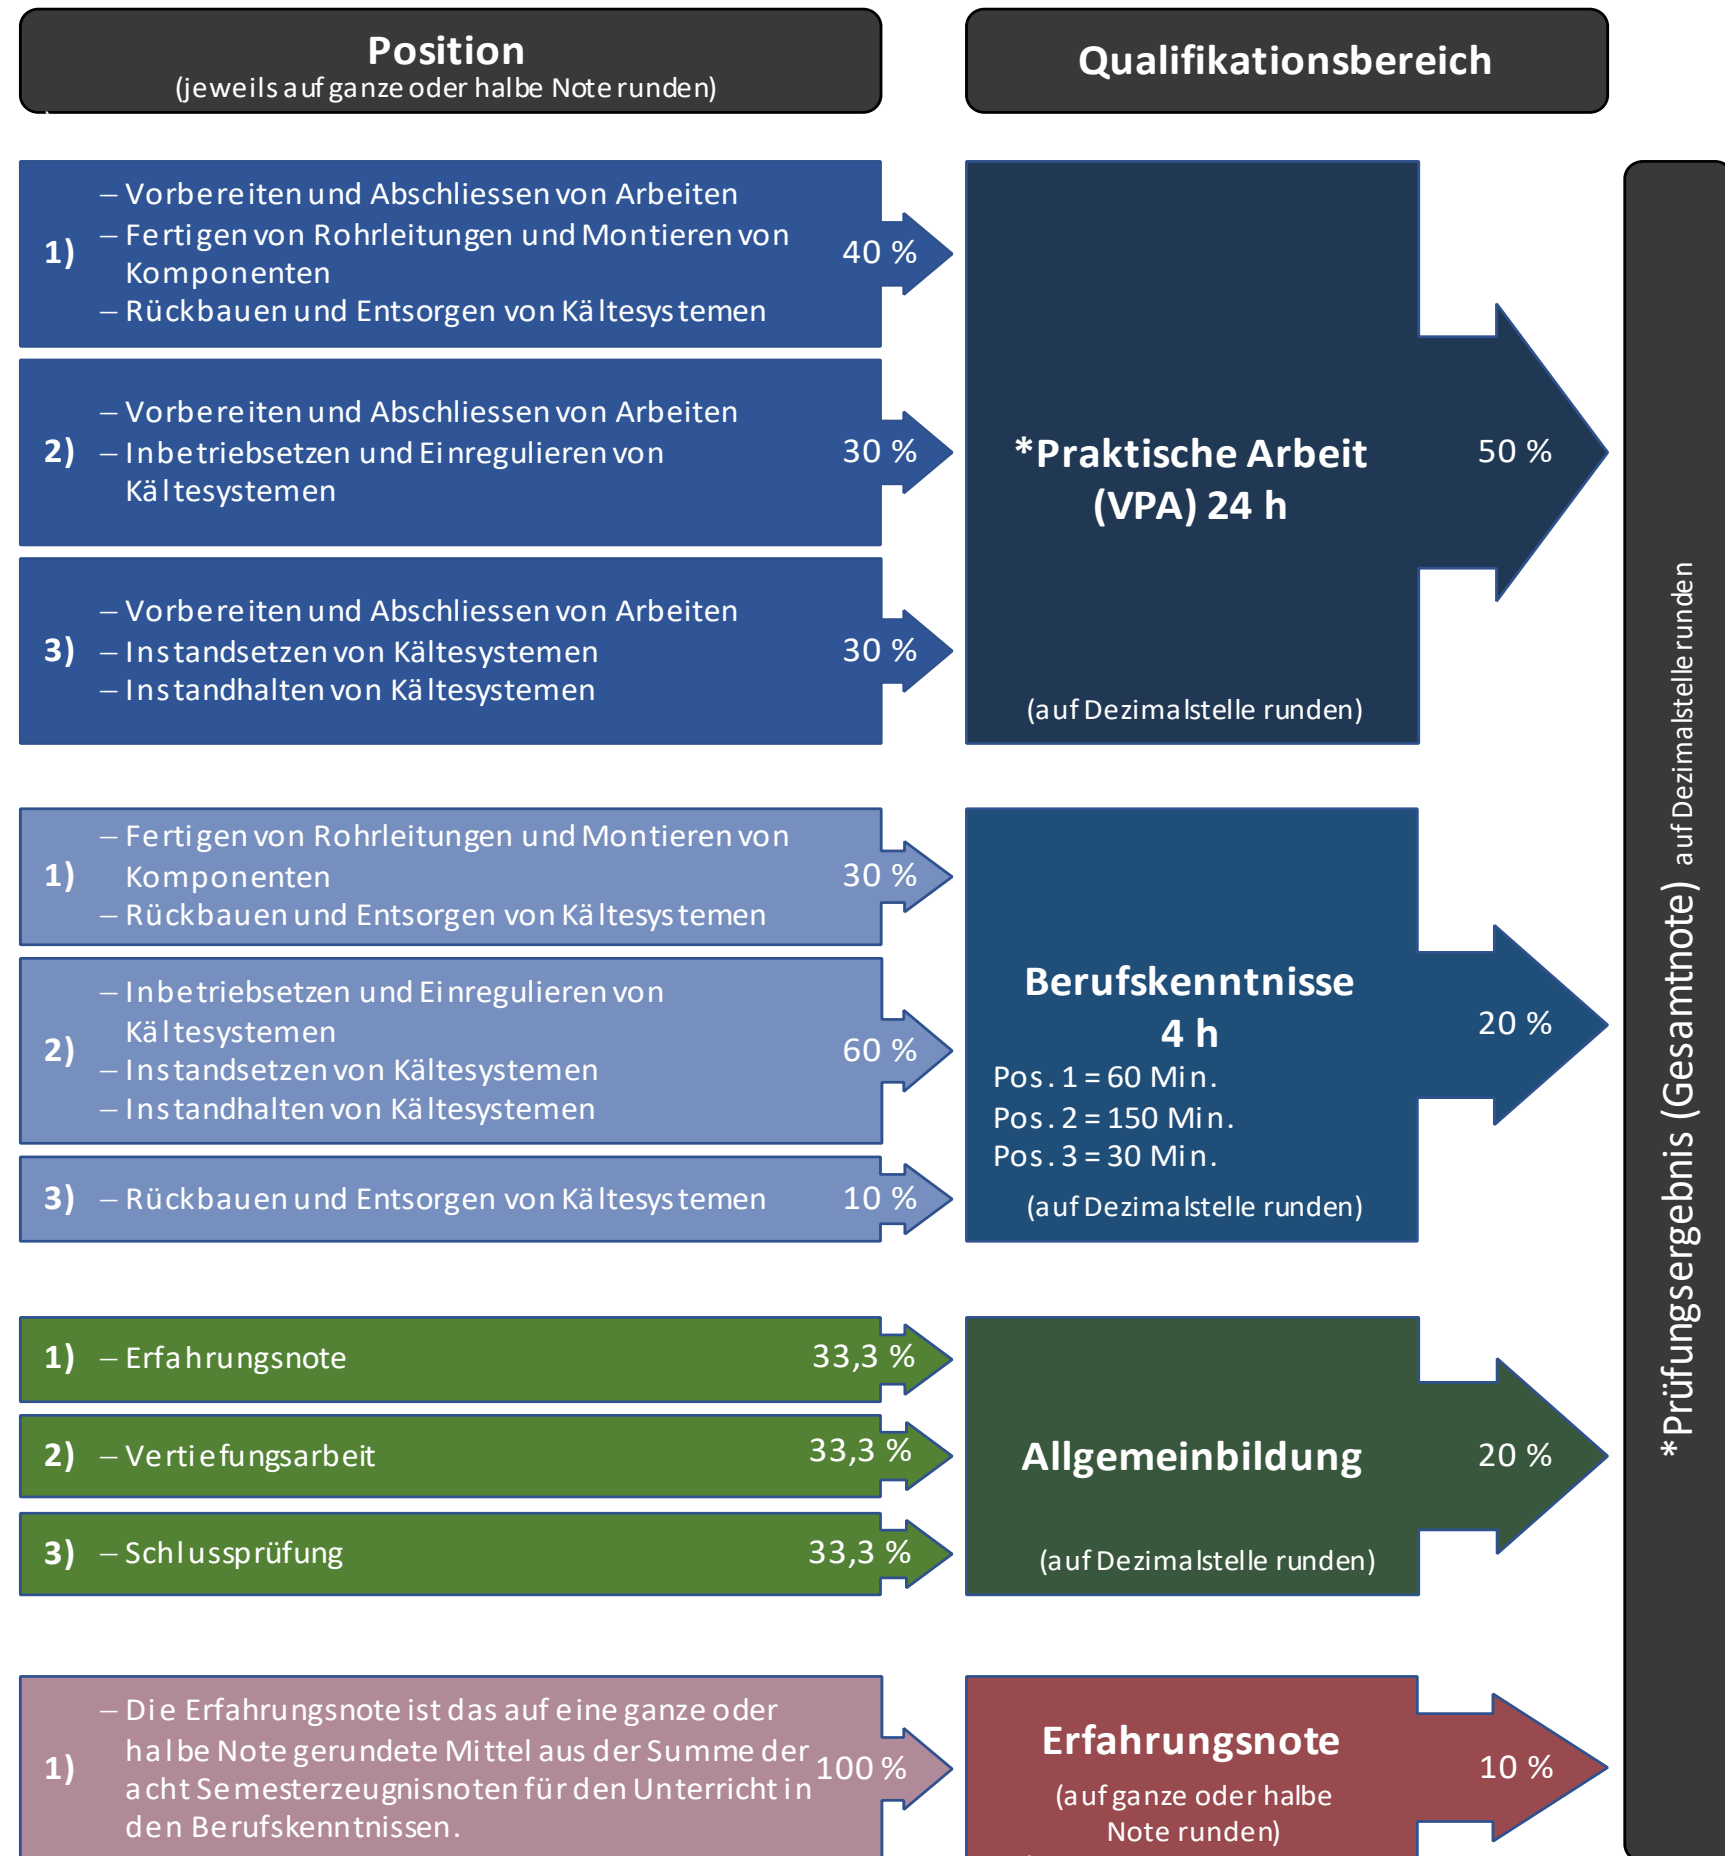 Position
(jeweils auf ganze oder halbe Note runden)
Qualifikationsbereich
1)
– Vorbereiten und Abschliessen von Arbeiten
– Fertigen von Rohrleitungen und Montieren von
Komponenten
– Rückbauen und Entsorgen von Kältesystemen
40 %
2)
– Vorbereiten und Abschliessen von Arbeiten
– Inbetriebsetzen und Einregulieren von
Kältesystemen
30 %
3)
– Vorbereiten und Abschliessen von Arbeiten
– Instandsetzen von Kältesystemen
– Instandhalten von Kältesystemen
30 %
*Praktische Arbeit
(VPA) 24 h
(auf Dezimalstelle runden)
50 %
1)
– Fertigen von Rohrleitungen und Montieren von
Komponenten
– Rückbauen und Entsorgen von Kältesystemen
30 %
2)
– Inbetriebsetzen und Einregulieren von
Kältesystemen
– Instandsetzen von Kältesystemen
– Instandhalten von Kältesystemen
60 %
3) – Rückbauen und Entsorgen von Kältesystemen
10 %
Berufskenntnisse
4 h
Pos. 1 = 60 Min.
Pos. 2 = 150 Min.
Pos. 3 = 30 Min.
(auf Dezimalstelle runden)
20 %
1) – Erfahrungsnote
33,3 %
2) – Vertiefungsarbeit
33,3 %
3) – Schlussprüfung
33,3 %
Allgemeinbildung
(auf Dezimalstelle runden)
20 %
1)
– Die Erfahrungsnote ist das auf eine ganze oder
halbe Note gerundete Mittel aus der Summe der
acht Semesterzeugnisnoten für den Unterricht in
den Berufskenntnissen.
100 %
Erfahrungsnote
(auf ganze oder halbe
Note runden)
10 %
*Prüfungsergebnis (Gesamtnote) auf Dezimalstelle runden